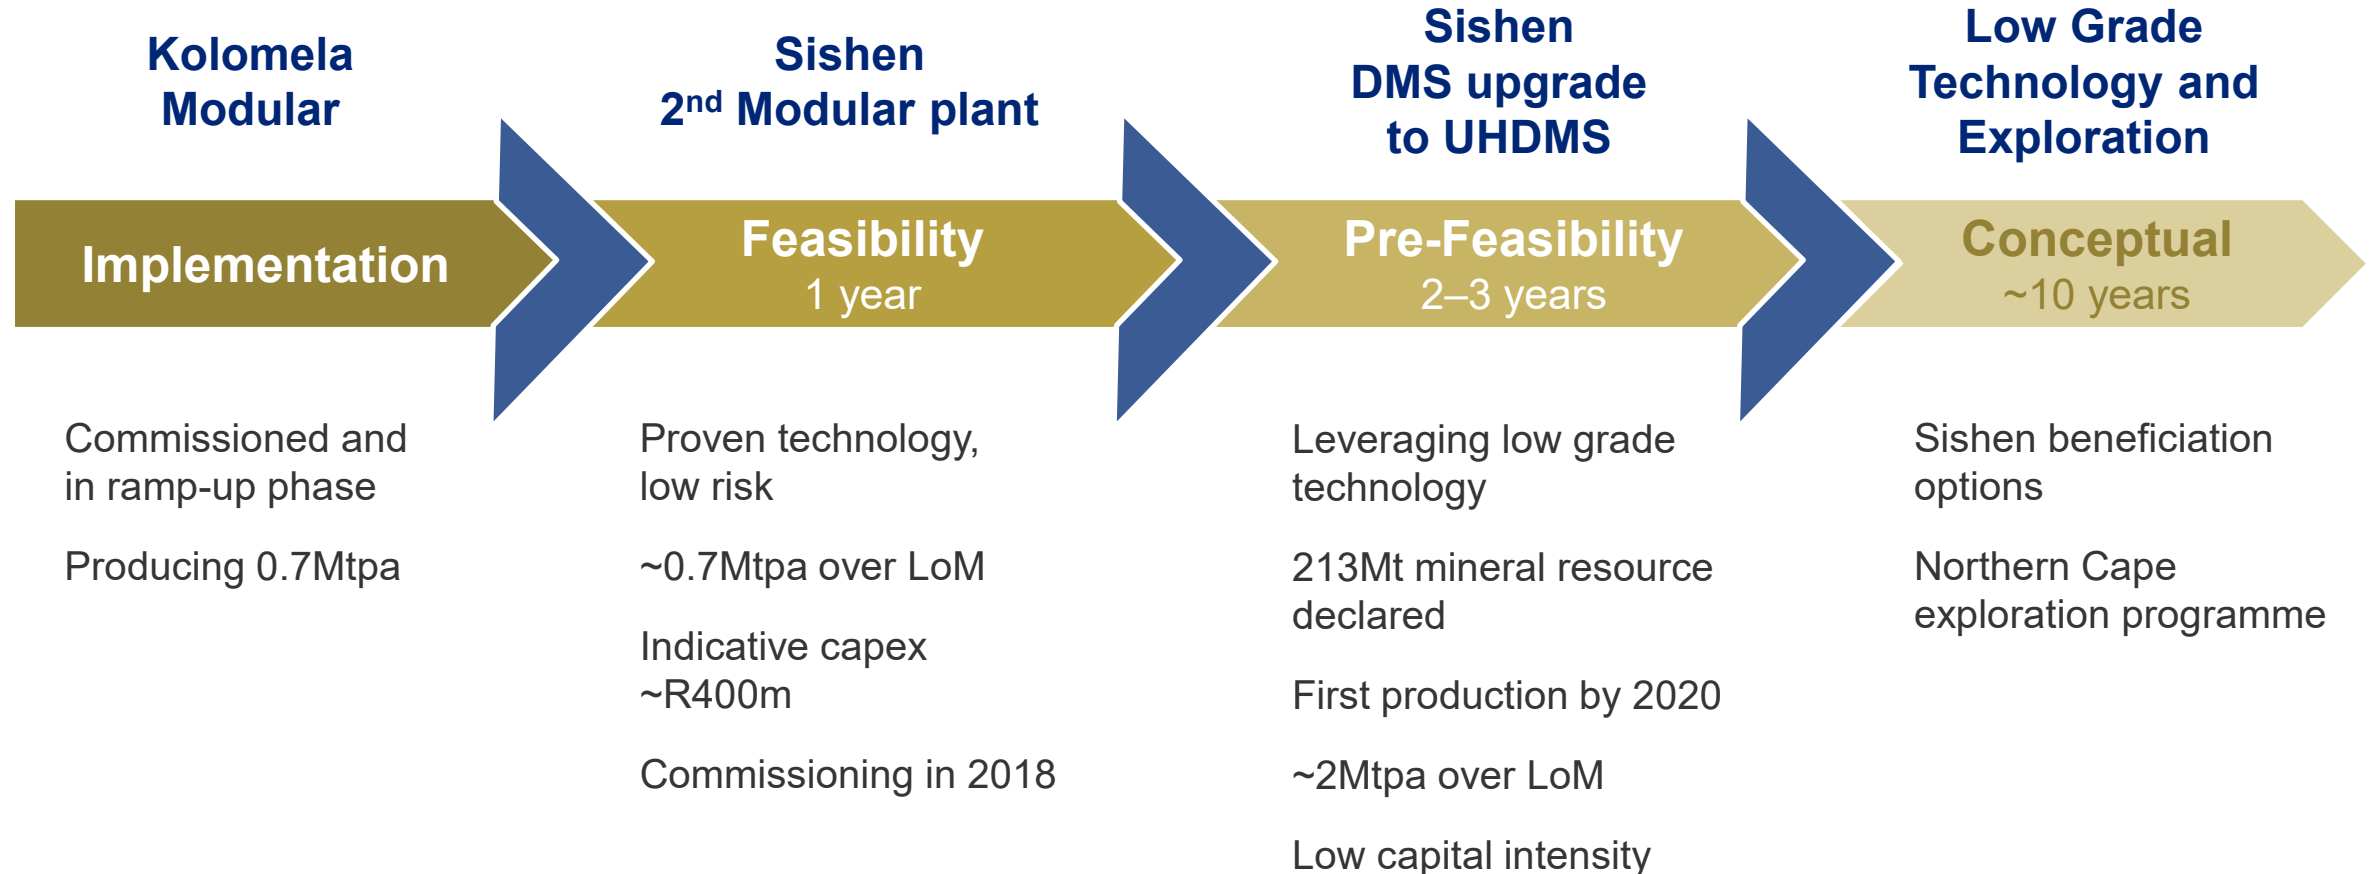 Kolomela
Modular
Implementation
Commissioned and
in ramp-up phase
Producing 0.7Mtpa
Sishen
2nd Modular plant
Feasibility
1 year
Proven technology,
low risk
~0.7Mtpa over LoM
Indicative capex
~R400m
Commissioning in 2018
Sishen
DMS upgrade
to UHDMS
Pre-Feasibility
2–3 years
Leveraging low grade
technology
213Mt mineral resource
declared
First production by 2020
~2Mtpa over LoM
Low capital intensity
Low Grade
Technology and
Exploration
Conceptual
~10 years
Sishen beneficiation
options
Northern Cape
exploration programme